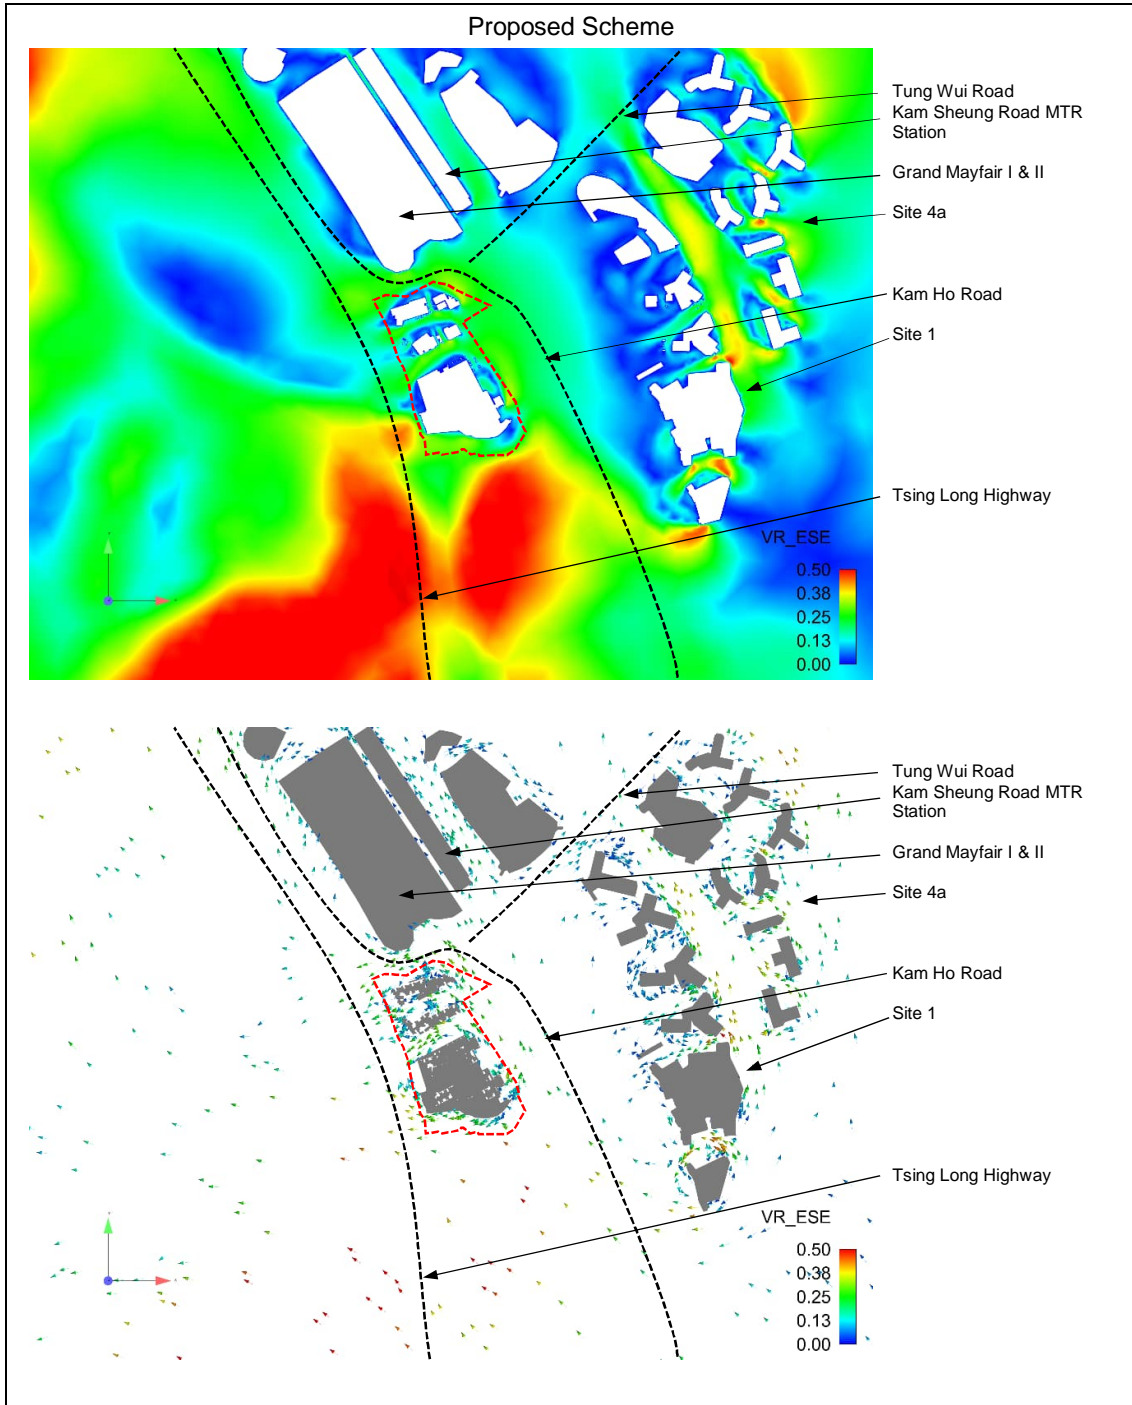 Proposed Scheme
Tung Wui Road
Kam Sheung Road MTR
Station
Grand Mayfair I & II
Site 4a
Kam Ho Road
Site 1
Tsing Long Highway
VR_ESE
0.50
0.38
0.25
0.13
0.00
Tung Wui Road
Kam Sheung Road MTR
Station
Grand Mayfair I & II
Site 4a
Kam Ho Road
Site 1
Tsing Long Highway
VR_ESE
0.50
0.38
0.25
0.13
0.00